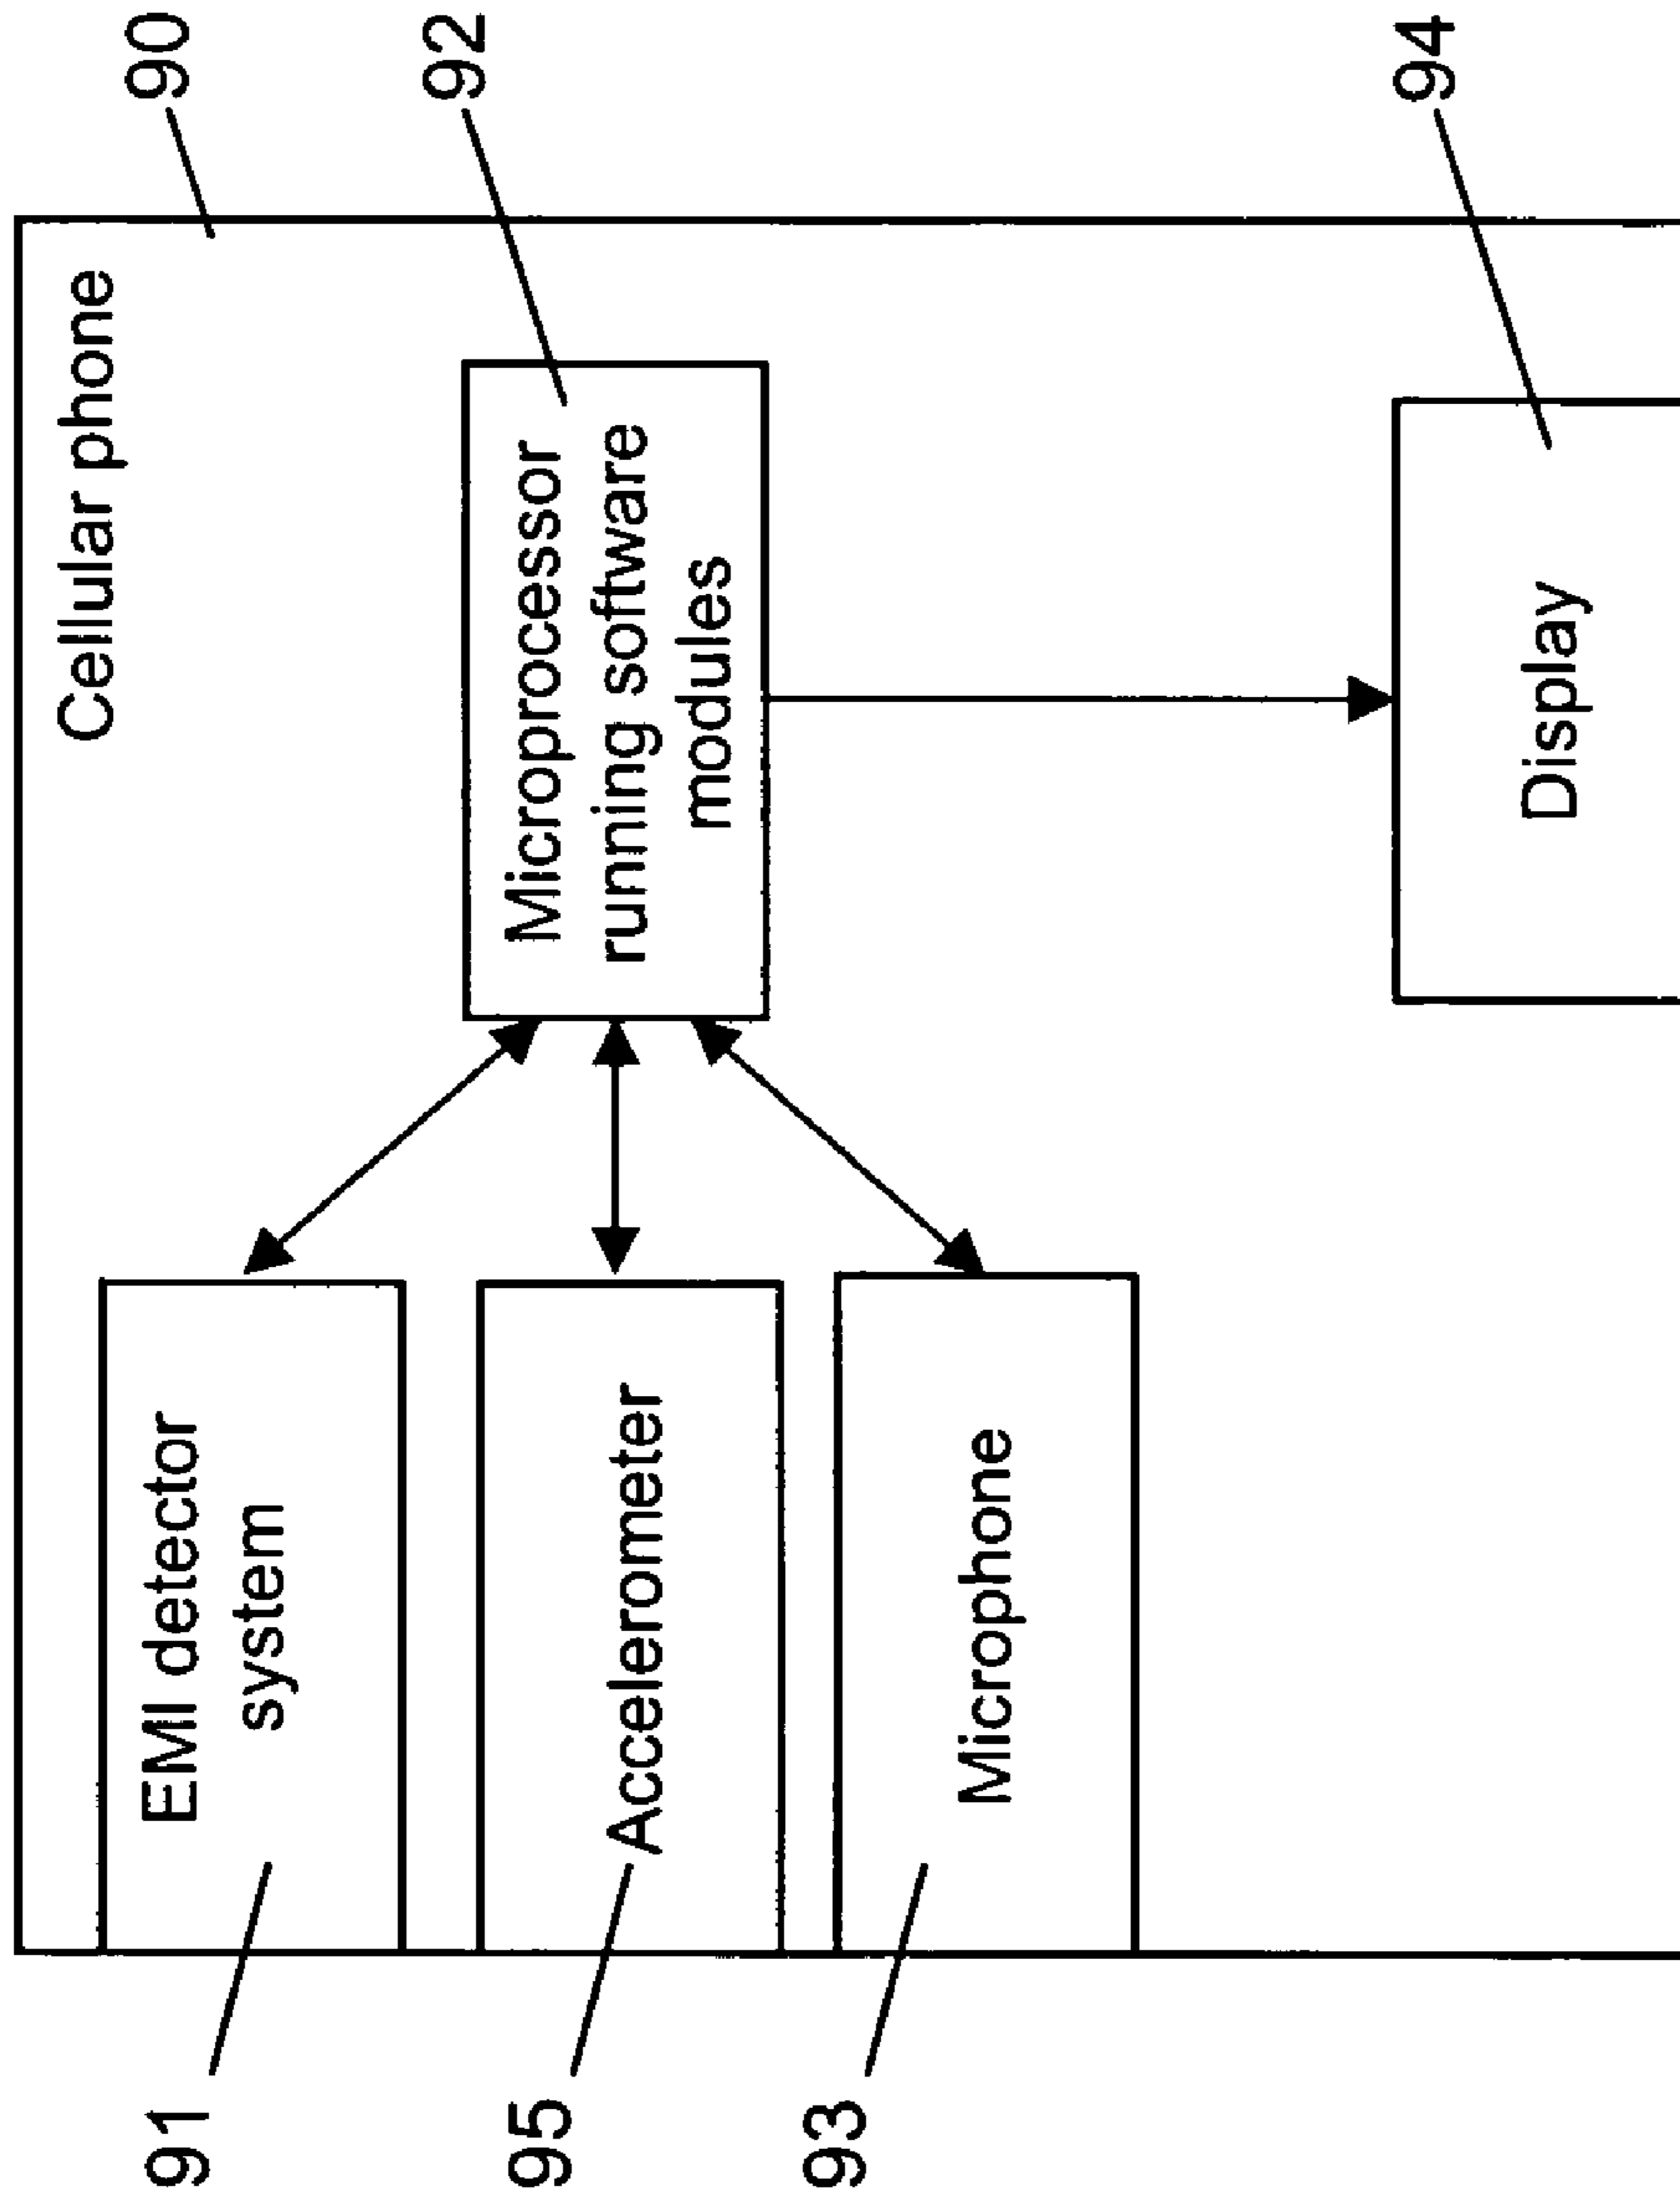 Cellular phone
90
EMI detector
system
91
Accelerometer
95
Microphone
93
Microprocessor
running software
modules
92
Display
94